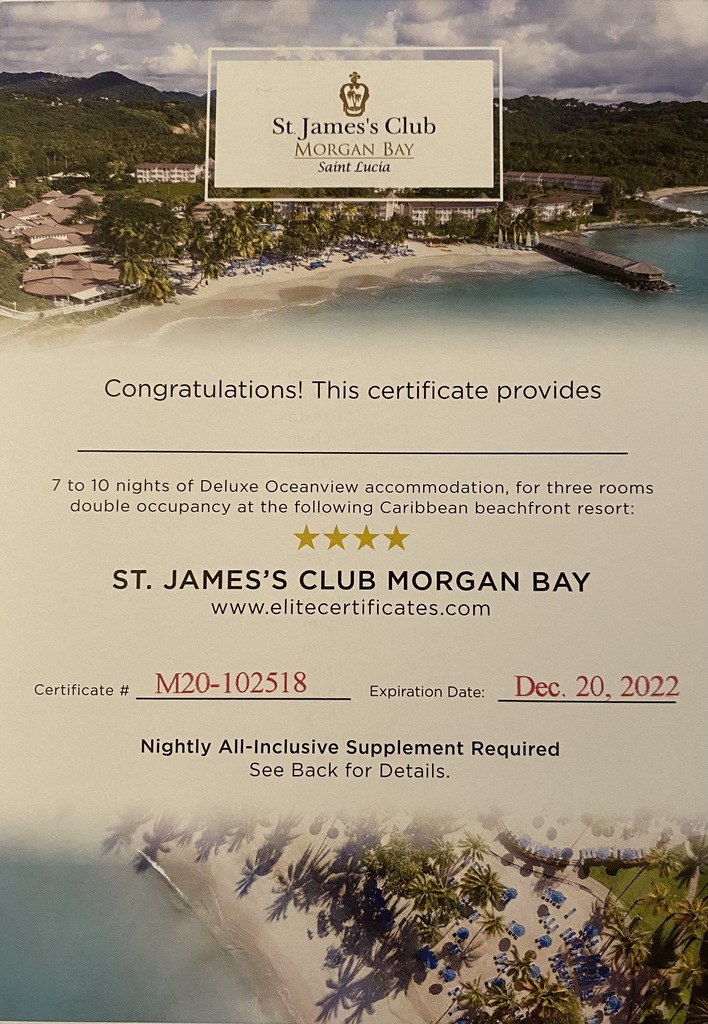 St. James's Club
MORGAN BAY
Saint Lucia
Congratulations! This certificate provides
7 to 10 nights of Deluxe Oceanview accommodation, for three rooms
double occupancy at the following Caribbean beachfront resort:
ST. JAMES'S CLUB MORGAN BAY
www.elitecertificates.com
Certificate # M20-102518 Expiration Date: Dec. 20, 2022
Nightly All-Inclusive Supplement Required
See Back for Details.